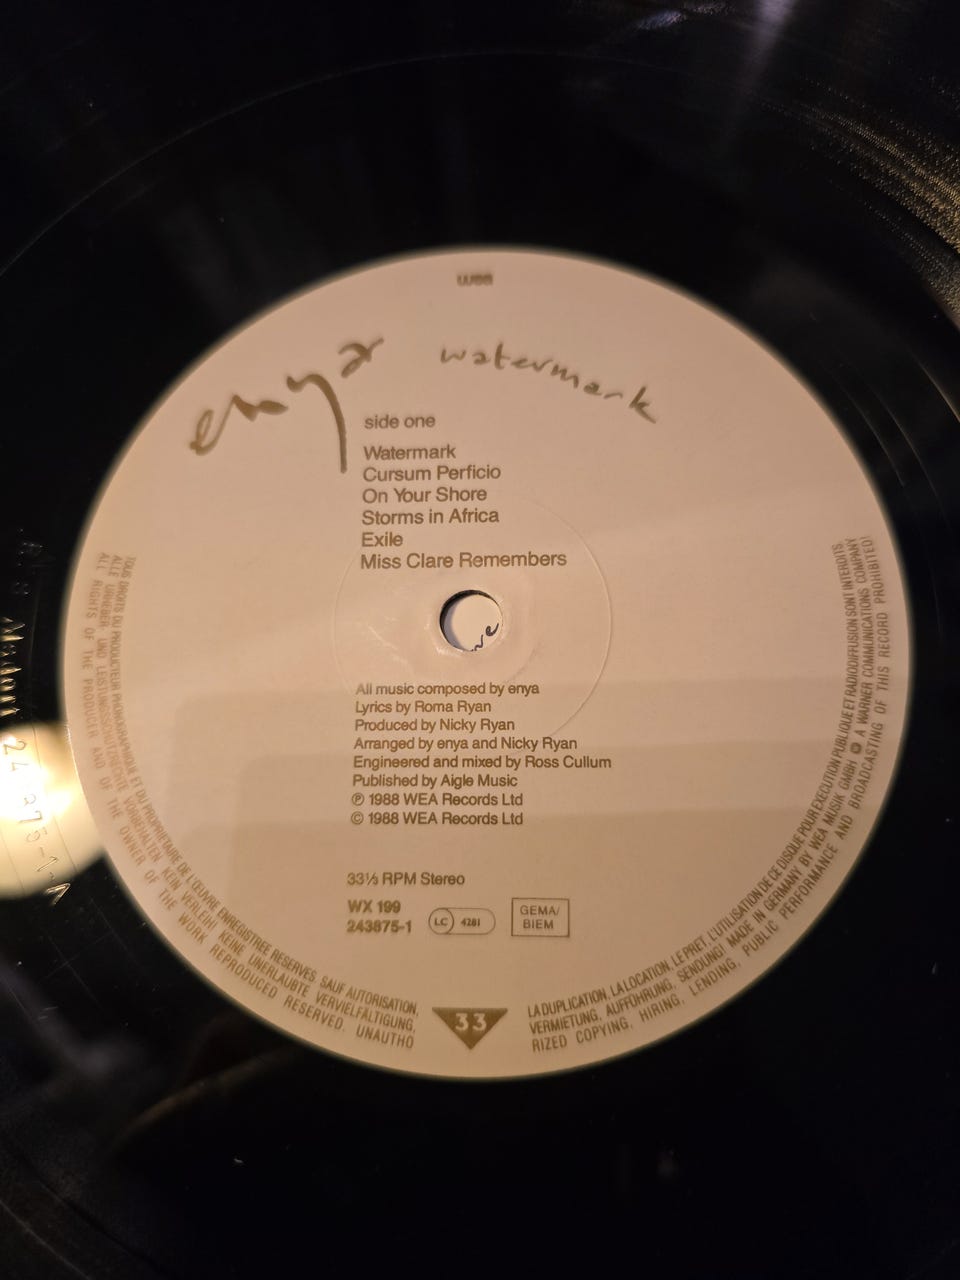 wea
enya
watermark
side one
Watermark
Cursum Perficio
On Your Shore
Storms in Africa
Exile
Miss Clare Remembers
All music composed by enya
Lyrics by Roma Ryan
Produced by Nicky Ryan
Arranged by enya and Nicky Ryan
Engineered and mixed by Ross Cullum
Published by Aigle Music
℗ 1988 WEA Records Ltd
© 1988 WEA Records Ltd
33⅓ RPM Stereo
WX 199
243875-1
LC 4281
GEMA/
BIEM
33
TOUS DROITS DU PRODUCTEUR PHONOGRAPHIQUE ET DU PROPRIETAIRE DE L'ŒUVRE ENREGISTREE RESERVES. SAUF AUTORISATION,
LA DUPLICATION, LA LOCATION, LE PRET, L'UTILISATION DE CE DISQUE POUR EXECUTION PUBLIQUE ET RADIODIFFUSION SONT INTERDITS.
ALLE URHEBER- UND LEISTUNGSSCHUTZRECHTE VORBEHALTEN. KEIN VERLEIH! KEINE UNERLAUBTE VERVIELFÄLTIGUNG,
VERMIETUNG, AUFFÜHRUNG, SENDUNG! MADE IN GERMANY BY WEA MUSIK GMBH A WARNER COMMUNICATIONS COMPANY
ALL RIGHTS OF THE PRODUCER AND OF THE OWNER OF THE WORK REPRODUCED RESERVED. UNAUTHO
RIZED COPYING, HIRING, LENDING, PUBLIC PERFORMANCE AND BROADCASTING OF THIS RECORD PROHIBITED!